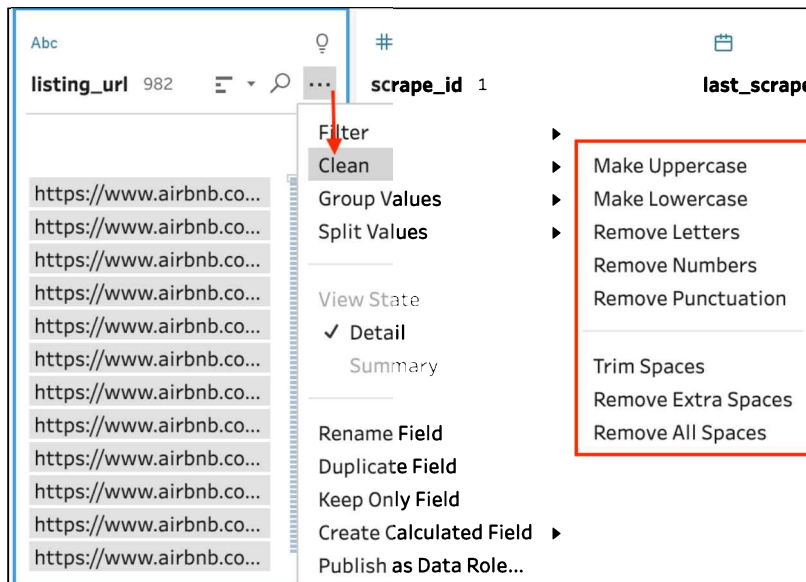 Abc
listing_url 982
scrape_id 1
last_scrape
https://www.airbnb.co...
https://www.airbnb.co...
https://www.airbnb.co...
https://www.airbnb.co...
https://www.airbnb.co...
https://www.airbnb.co...
https://www.airbnb.co...
https://www.airbnb.co...
https://www.airbnb.co...
https://www.airbnb.co...
https://www.airbnb.co...
https://www.airbnb.co...
Filter
Clean
Group Values
Split Values
View State
Detail
Summary
Rename Field
Duplicate Field
Keep Only Field
Create Calculated Field
Publish as Data Role...
Make Uppercase
Make Lowercase
Remove Letters
Remove Numbers
Remove Punctuation
Trim Spaces
Remove Extra Spaces
Remove All Spaces